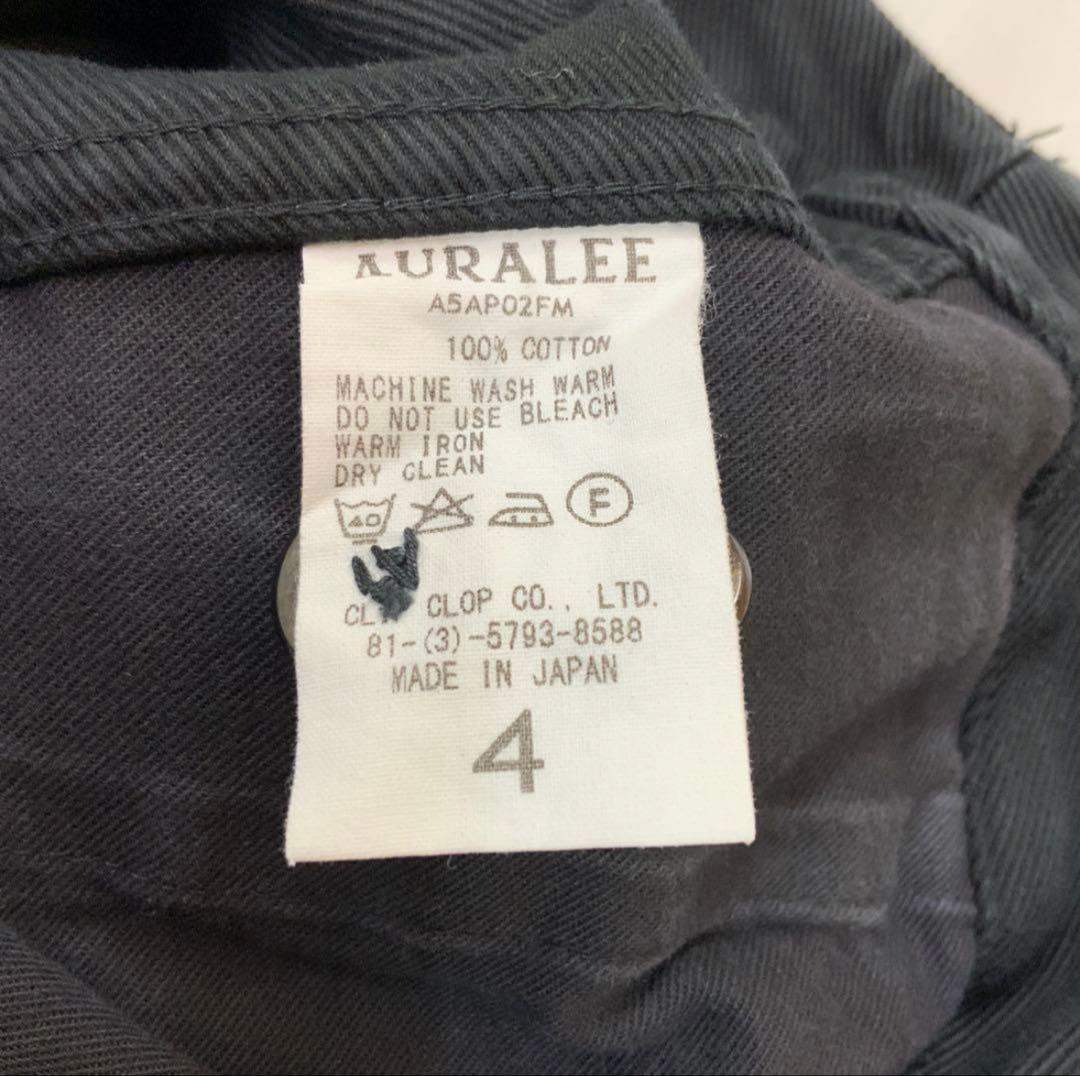 AURALEE
A5AP02FM
100% COTTON
MACHINE WASH WARM
DO NOT USE BLEACH
WARM IRON
DRY CLEAN
40 F
CLOP CO., LTD.
81-(3)-5793-8588
MADE IN JAPAN
4